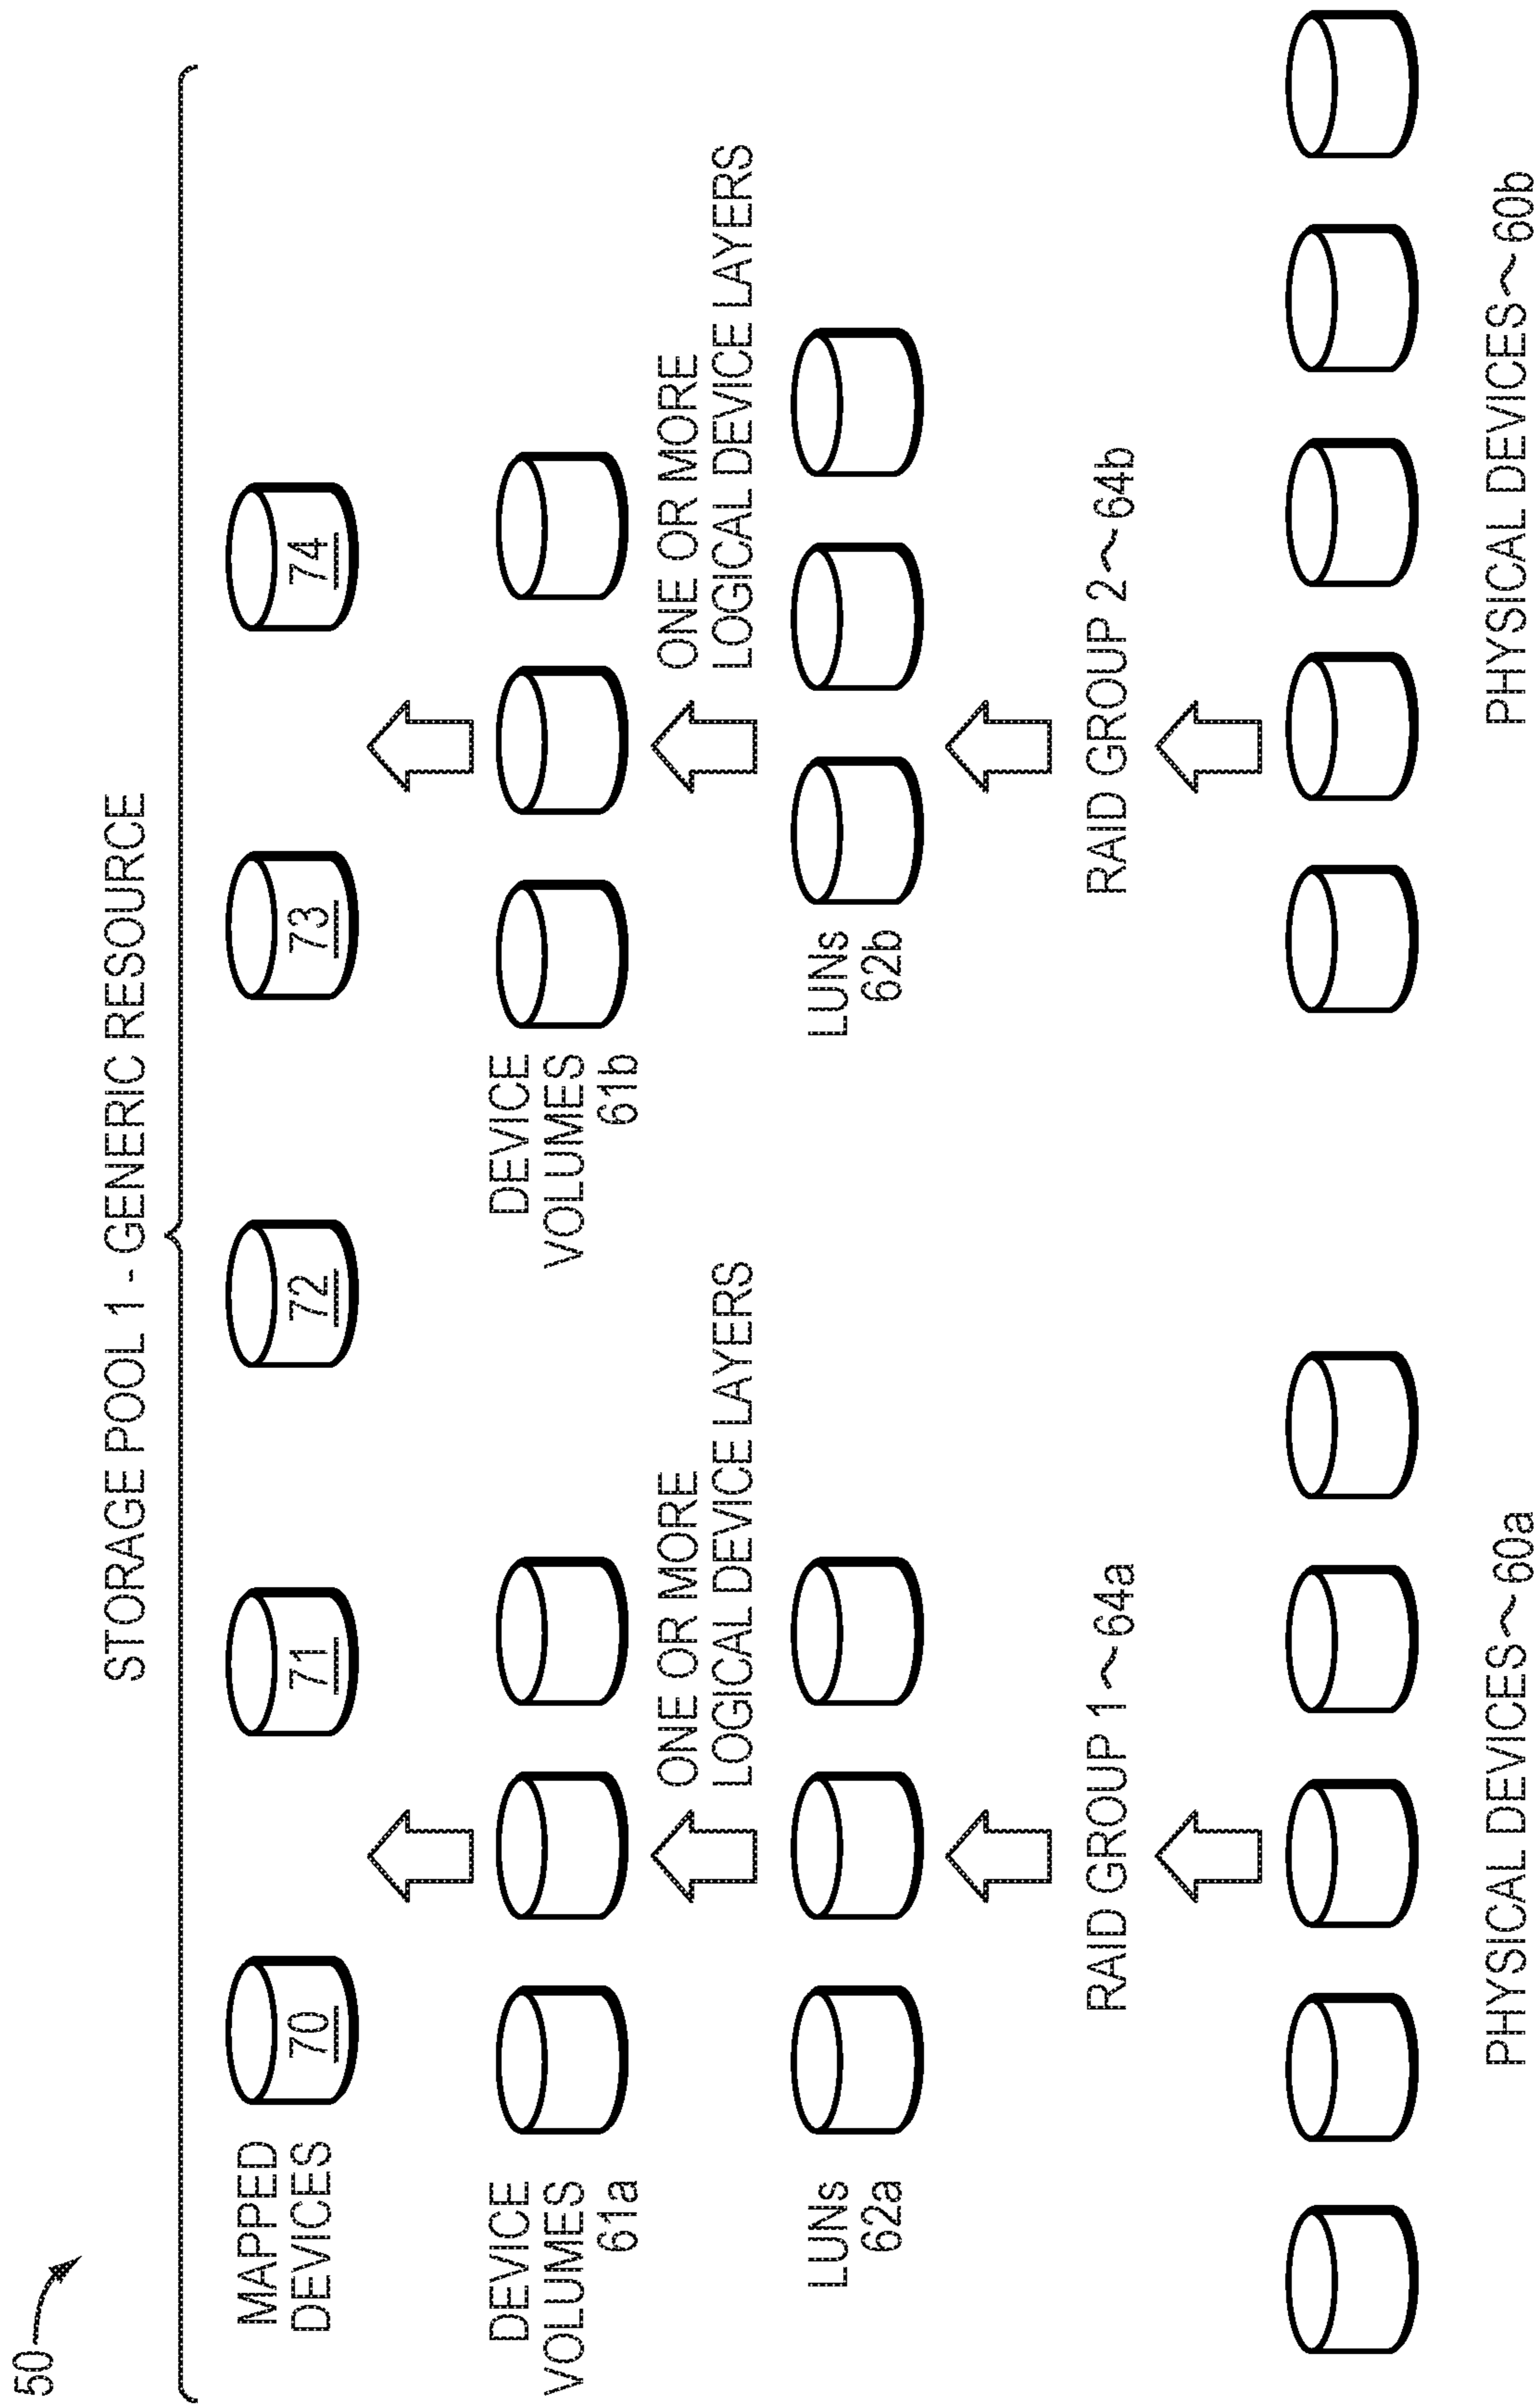 50
STORAGE POOL 1 - GENERIC RESOURCE
MAPPED
DEVICES
70
71
72
73
74
DEVICE
VOLUMES
61a
DEVICE
VOLUMES
61b
ONE OR MORE
LOGICAL DEVICE LAYERS
ONE OR MORE
LOGICAL DEVICE LAYERS
LUNs
62a
LUNs
62b
RAID GROUP 1~64a
RAID GROUP 2~64b
PHYSICAL DEVICES~60a
PHYSICAL DEVICES~60b